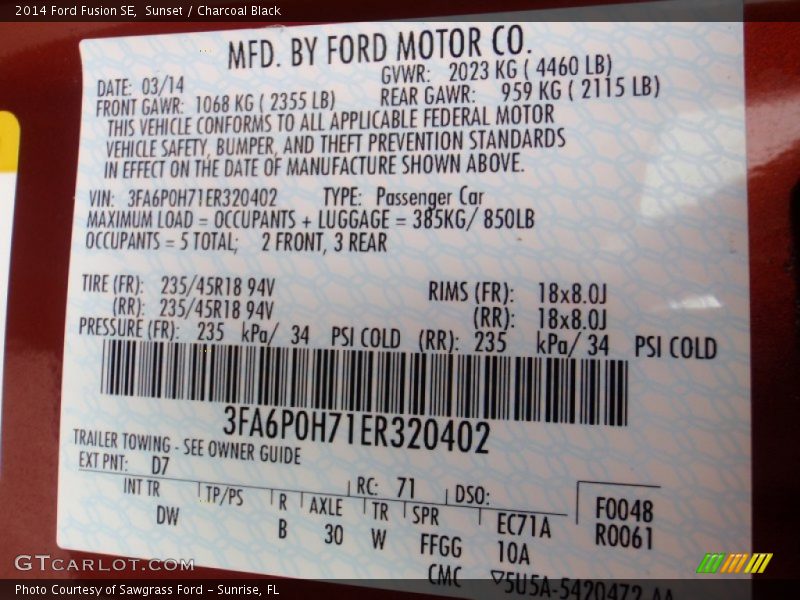 2014 Ford Fusion SE,  Sunset / Charcoal Black
MFD. BY FORD MOTOR CO.
DATE: 03/14 GVWR: 2023 KG ( 4460 LB)
FRONT GAWR: 1068 KG ( 2355 LB) REAR GAWR: 959 KG ( 2115 LB)
THIS VEHICLE CONFORMS TO ALL APPLICABLE FEDERAL MOTOR
VEHICLE SAFETY, BUMPER, AND THEFT PREVENTION STANDARDS
IN EFFECT ON THE DATE OF MANUFACTURE SHOWN ABOVE.
VIN: 3FA6P0H71ER320402 TYPE: Passenger Car
MAXIMUM LOAD = OCCUPANTS + LUGGAGE = 385KG/ 850LB
OCCUPANTS = 5 TOTAL; 2 FRONT, 3 REAR
TIRE (FR): 235/45R18 94V RIMS (FR): 18x8.0J
(RR): 235/45R18 94V (RR): 18x8.0J
PRESSURE (FR): 235 kPa/ 34 PSI COLD (RR): 235 kPa/ 34 PSI COLD
3FA6P0H71ER320402
TRAILER TOWING - SEE OWNER GUIDE
EXT PNT: D7 RC: 71 DSO: F0048
INT TR TP/PS R AXLE TR SPR EC71A R0061
DW B 30 W FFGG 10A
CMC ▽5U5A-5420472-AA
GTCARLOT.COM
Photo Courtesy of Sawgrass Ford - Sunrise, FL